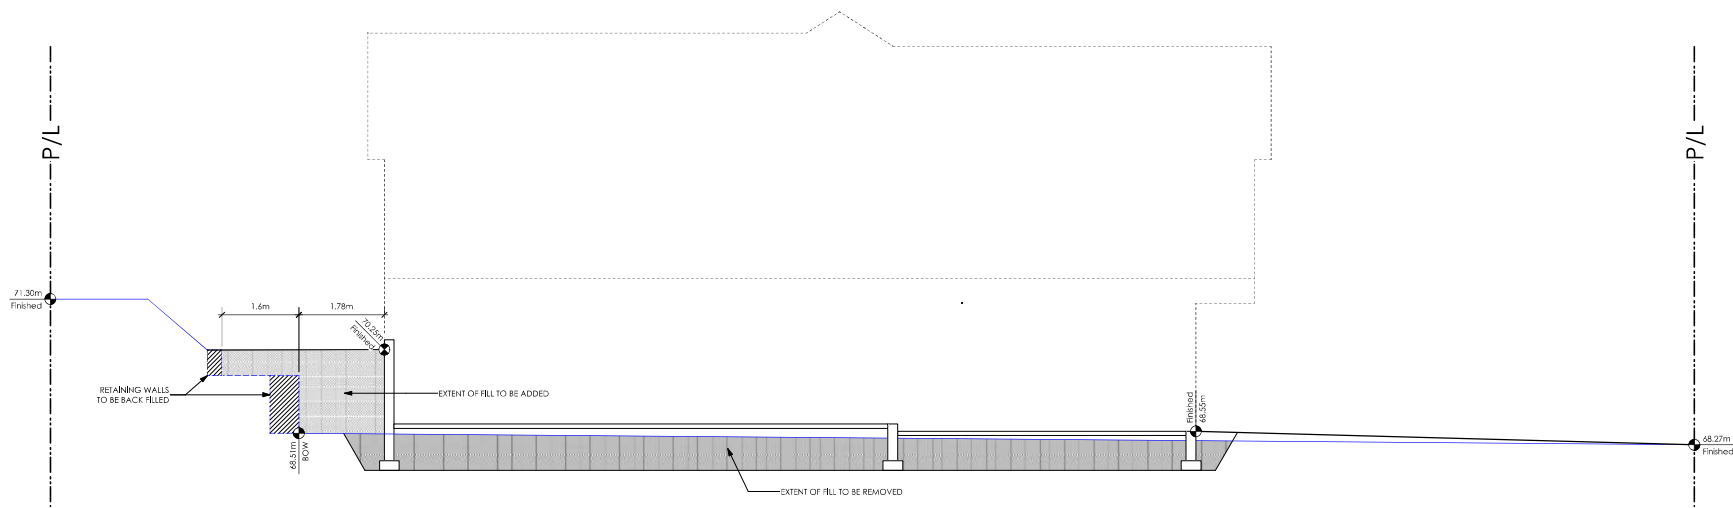 P/L
P/L
71.30m
Finished
1.6m
1.78m
70.25m
Finished
RETAINING WALLS
TO BE BACK FILLED
EXTENT OF FILL TO BE ADDED
Finished
68.55m
68.51m
BOW
68.27m
Finished
EXTENT OF FILL TO BE REMOVED